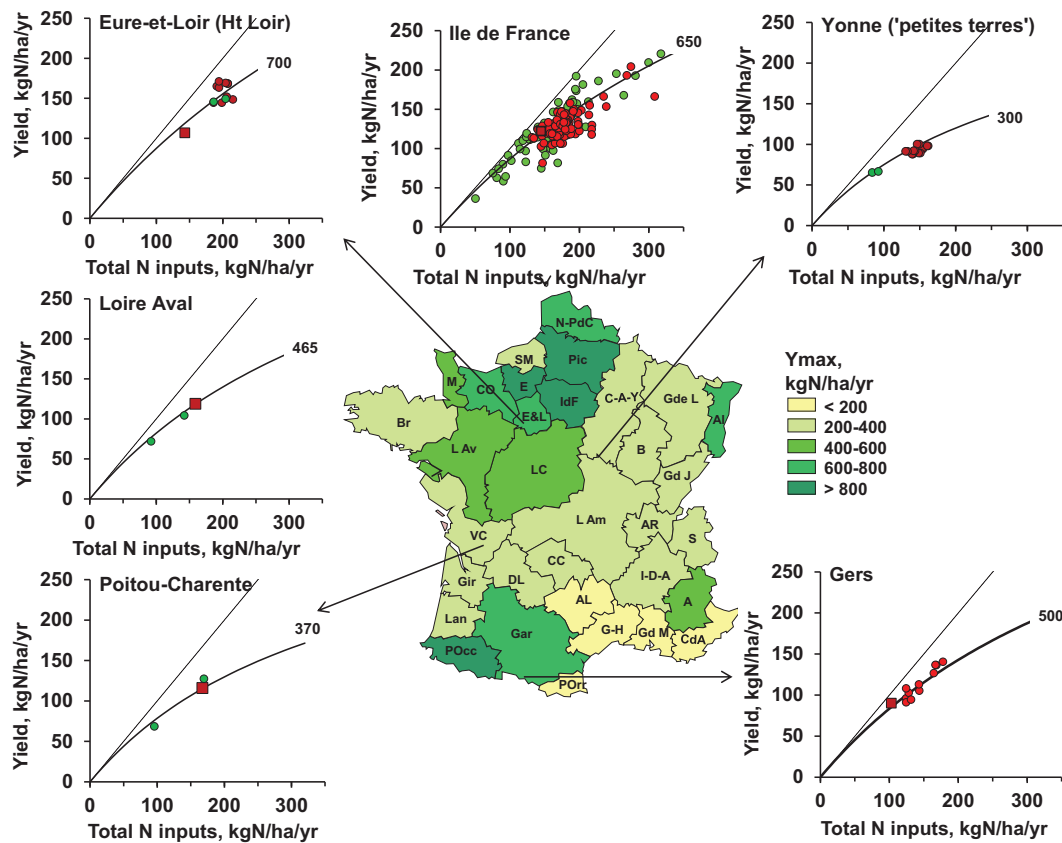 Eure-et-Loir (Ht Loir)
Yield, kgN/ha/yr
250
200
150
100
50
0
700
0 100 200 300
Total N inputs, kgN/ha/yr
Ile de France
Yield, kgN/ha/yr
250
200
150
100
50
0
650
0 100 200 300
Total N inputs, kgN/ha/yr
Yonne ('petites terres')
Yield, kgN/ha/yr
250
200
150
100
50
0
300
0 100 200 300
Total N inputs, kgN/ha/yr
Loire Aval
Yield, kgN/ha/yr
250
200
150
100
50
0
465
0 100 200 300
Total N inputs, kgN/ha/yr
N-PdC
SM
Pic
M
CO
E
IdF
C-A-Y
Gde L
Al
E&L
Br
L Av
LC
B
Gd J
L Am
AR
VC
S
CC
I-D-A
Gir
DL
AL
A
Lan
Gar
G-H
Gd M
CdA
POcc
POrr
Ymax,
kgN/ha/yr
< 200
200-400
400-600
600-800
> 800
Poitou-Charente
Yield, kgN/ha/yr
250
200
150
100
50
0
370
0 100 200 300
Total N inputs, kgN/ha/yr
Gers
Yield, kgN/ha/yr
250
200
150
100
50
0
500
0 100 200 300
Total N inputs, kgN/ha/yr